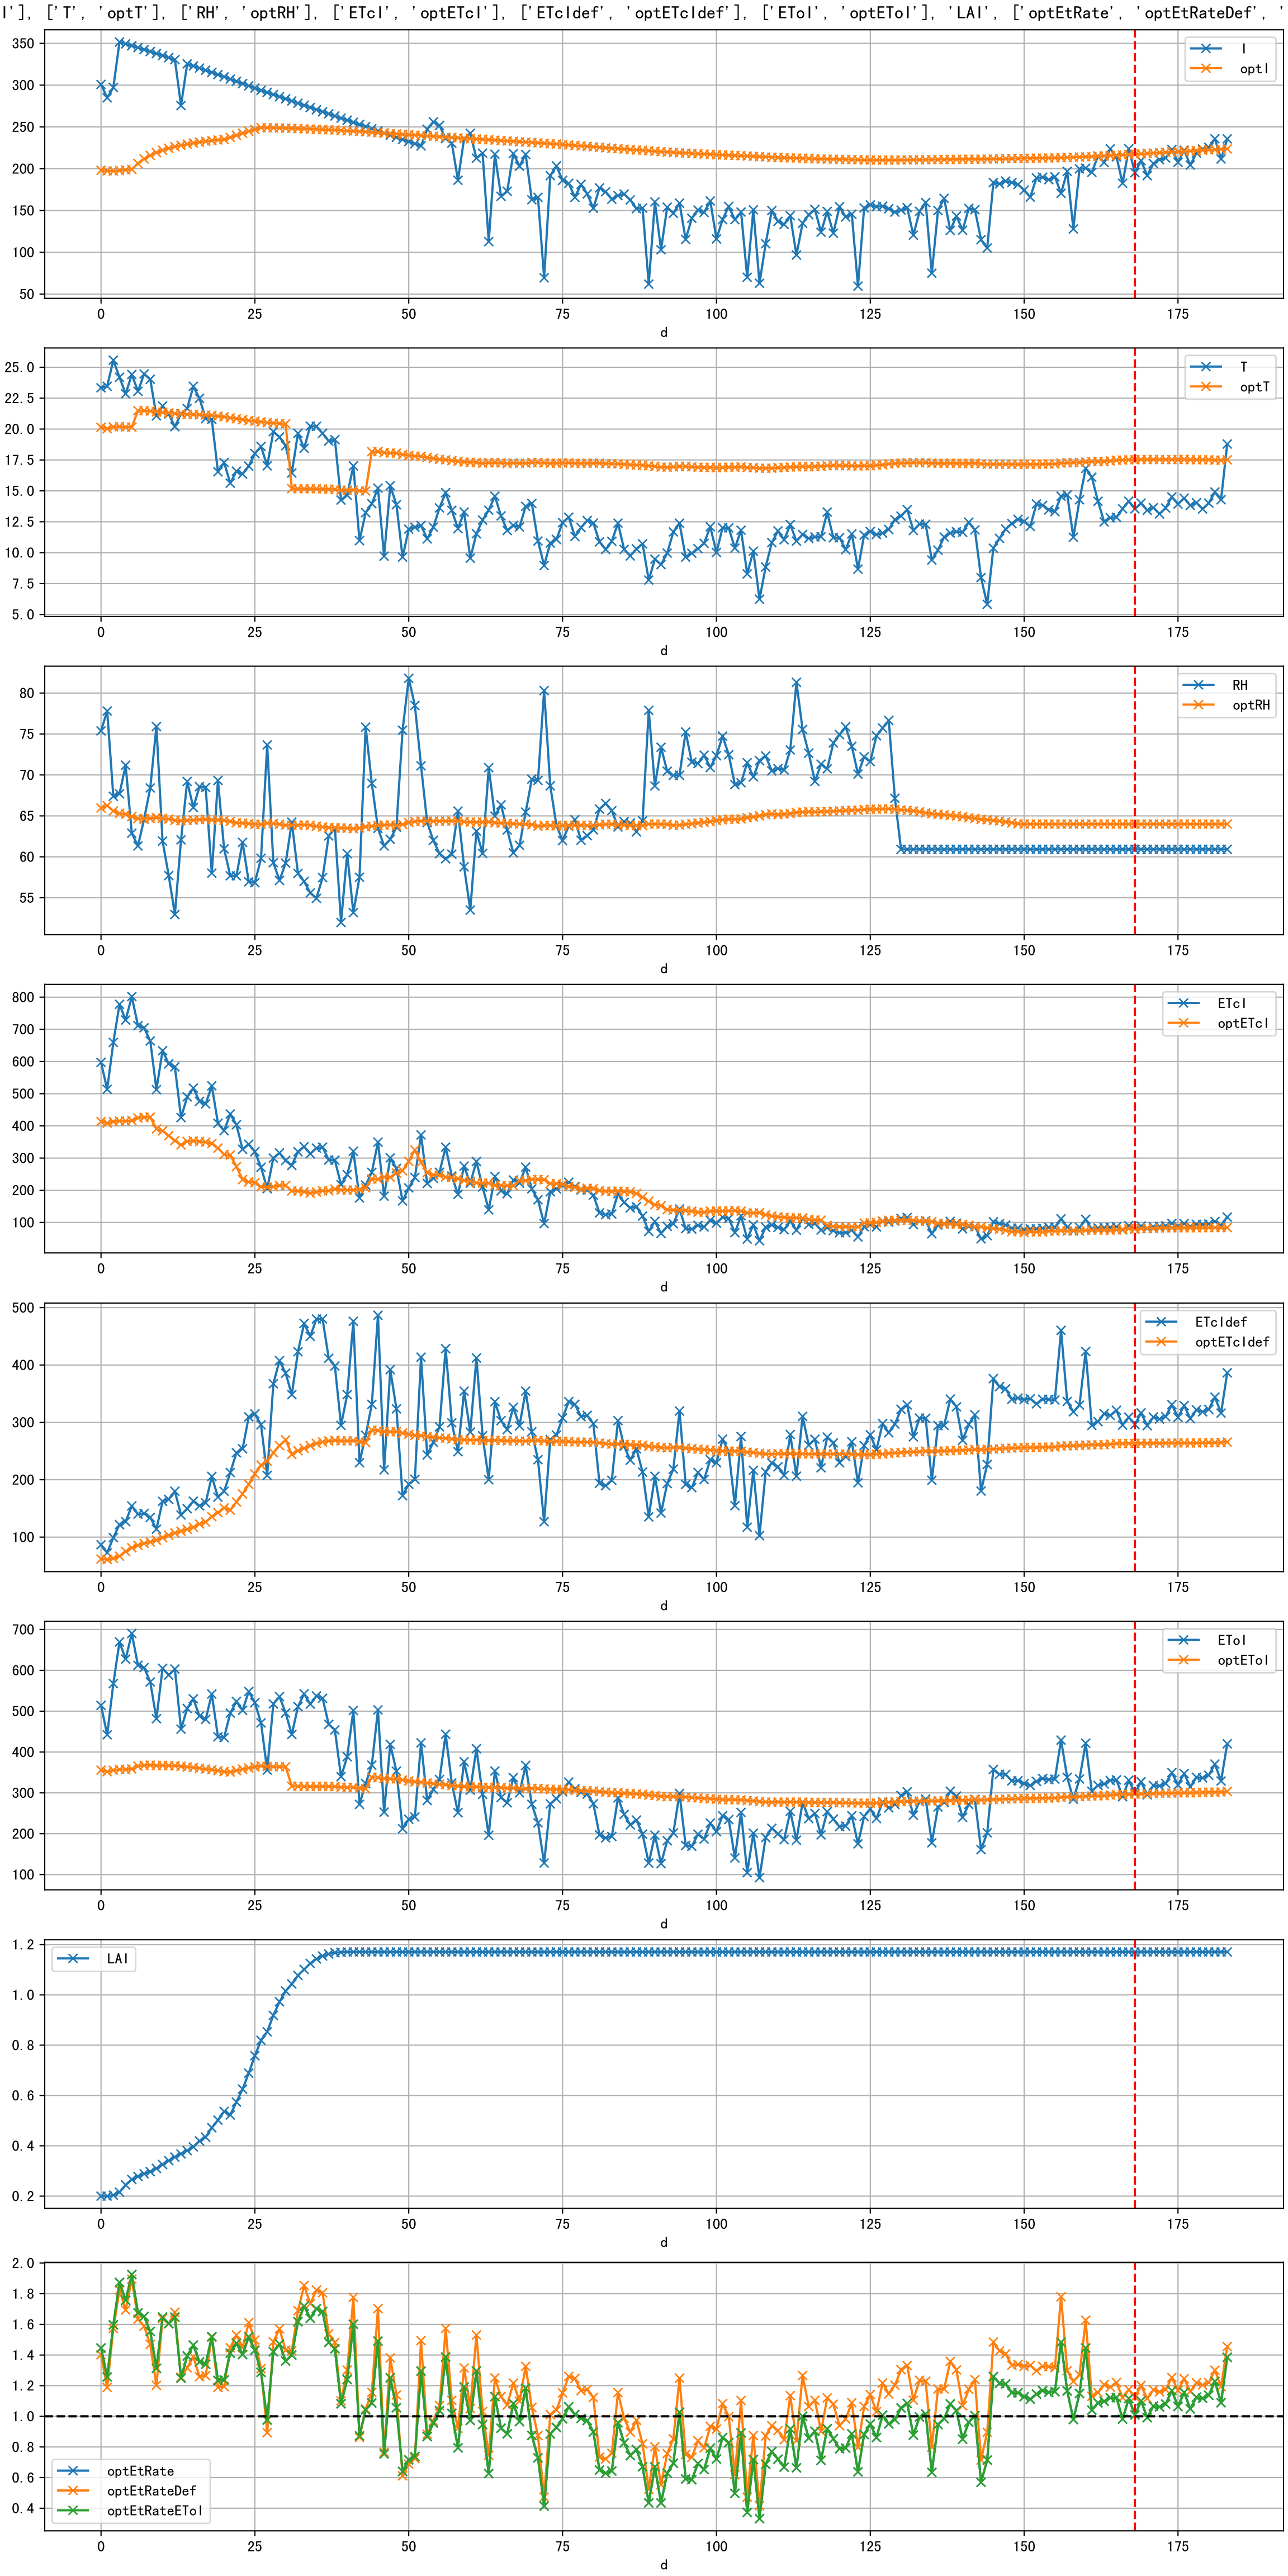 I'], ['T', 'optT'], ['RH', 'optRH'], ['ETcI', 'optETcI'], ['ETcIdef', 'optETcIdef'], ['EToI', 'optEToI'], 'LAI', ['optEtRate', 'optEtRateDef', '
350
300
250
200
150
100
50
I
optI
0 25 50 75 100 125 150 175
d
25.0
22.5
20.0
17.5
15.0
12.5
10.0
7.5
5.0
T
optT
0 25 50 75 100 125 150 175
d
80
75
70
65
60
55
RH
optRH
0 25 50 75 100 125 150 175
d
800
700
600
500
400
300
200
100
ETcI
optETcI
0 25 50 75 100 125 150 175
d
500
400
300
200
100
ETcIdef
optETcIdef
0 25 50 75 100 125 150 175
d
700
600
500
400
300
200
100
EToI
optEToI
0 25 50 75 100 125 150 175
d
1.2
1.0
0.8
0.6
0.4
0.2
LAI
0 25 50 75 100 125 150 175
d
2.0
1.8
1.6
1.4
1.2
1.0
0.8
0.6
0.4
optEtRate
optEtRateDef
optEtRateEToI
0 25 50 75 100 125 150 175
d